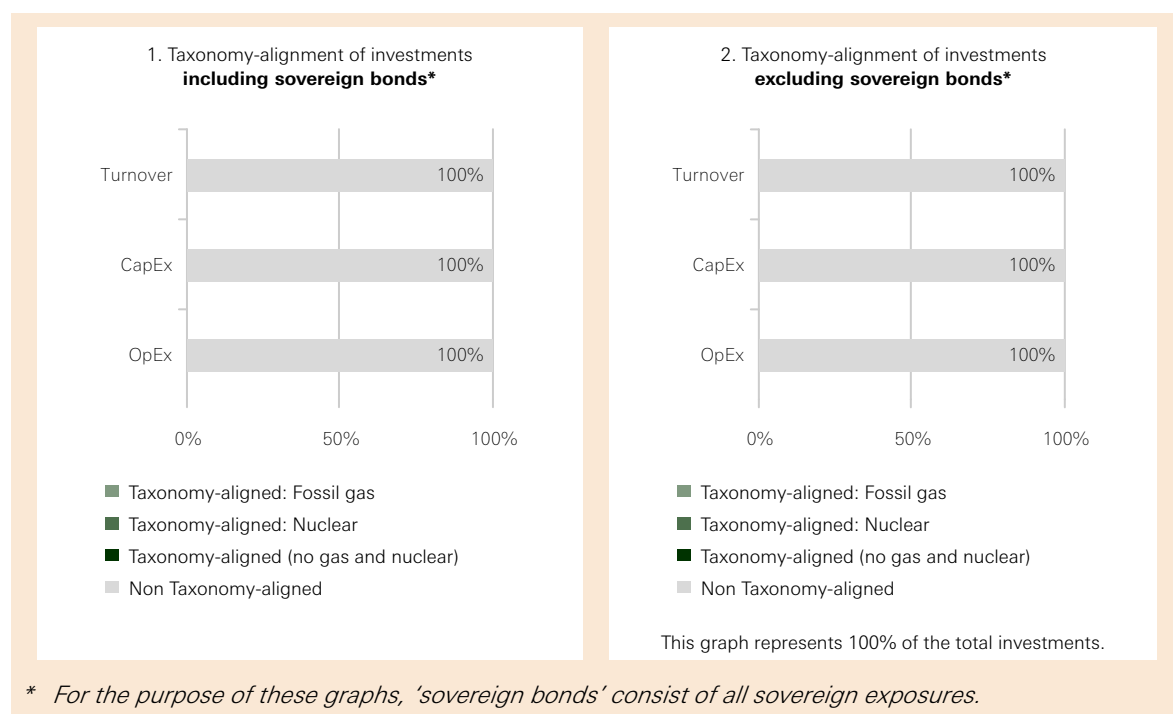 1. Taxonomy-alignment of investments
including sovereign bonds*
Turnover
100%
CapEx
100%
OpEx
100%
0%
50%
100%
Taxonomy-aligned: Fossil gas
Taxonomy-aligned: Nuclear
Taxonomy-aligned (no gas and nuclear)
Non Taxonomy-aligned
2. Taxonomy-alignment of investments
excluding sovereign bonds*
Turnover
100%
CapEx
100%
OpEx
100%
0%
50%
100%
Taxonomy-aligned: Fossil gas
Taxonomy-aligned: Nuclear
Taxonomy-aligned (no gas and nuclear)
Non Taxonomy-aligned
This graph represents 100% of the total investments.
* For the purpose of these graphs, ‘sovereign bonds’ consist of all sovereign exposures.